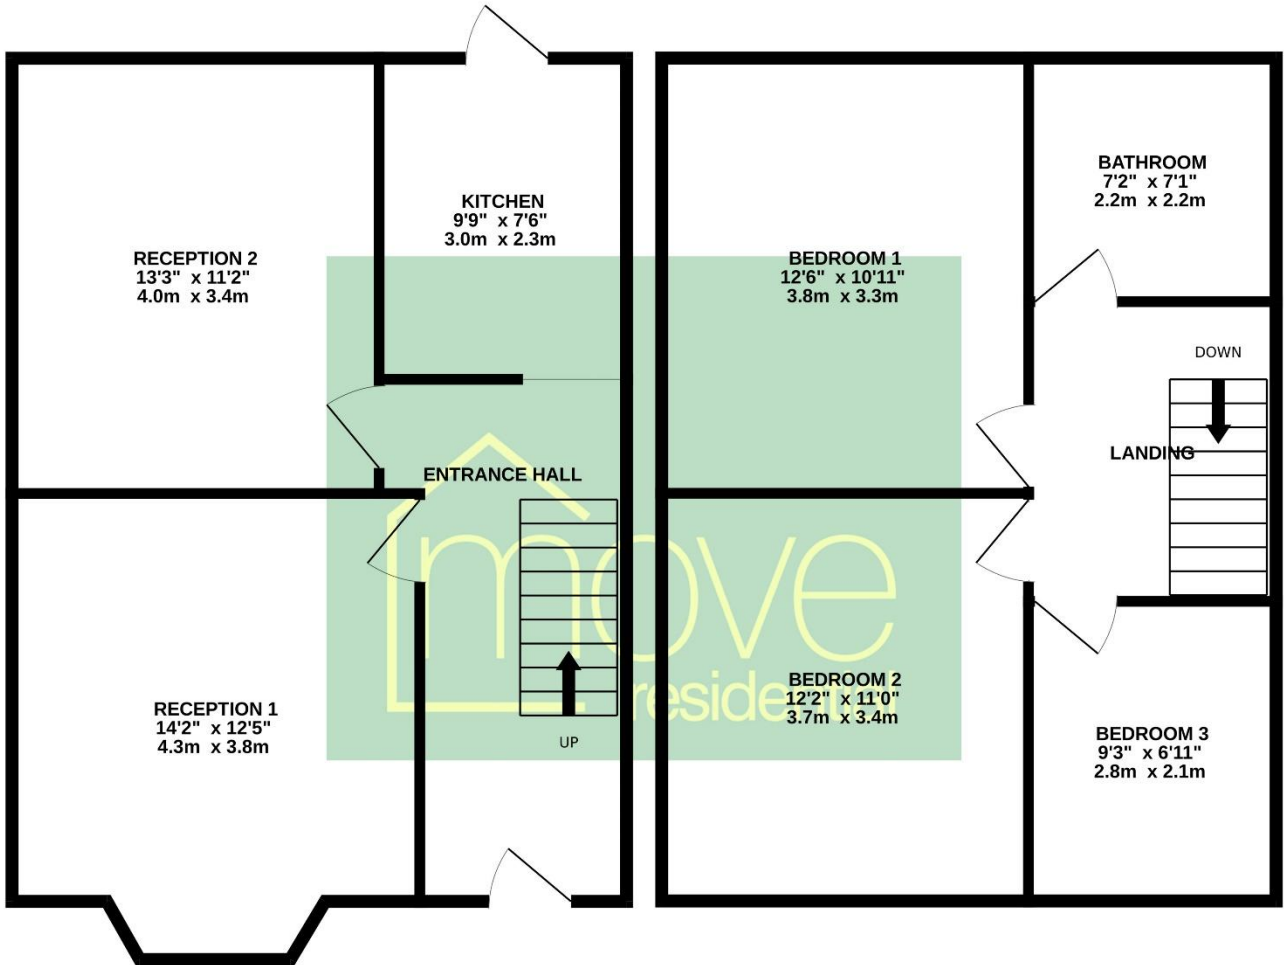 KITCHEN
9'9" x 7'6"
3.0m x 2.3m
RECEPTION 2
13'3" x 11'2"
4.0m x 3.4m
ENTRANCE HALL
RECEPTION 1
14'2" x 12'5"
4.3m x 3.8m
UP
BATHROOM
7'2" x 7'1"
2.2m x 2.2m
BEDROOM 1
12'6" x 10'11"
3.8m x 3.3m
DOWN
LANDING
BEDROOM 2
12'2" x 11'0"
3.7m x 3.4m
BEDROOM 3
9'3" x 6'11"
2.8m x 2.1m
move
residential